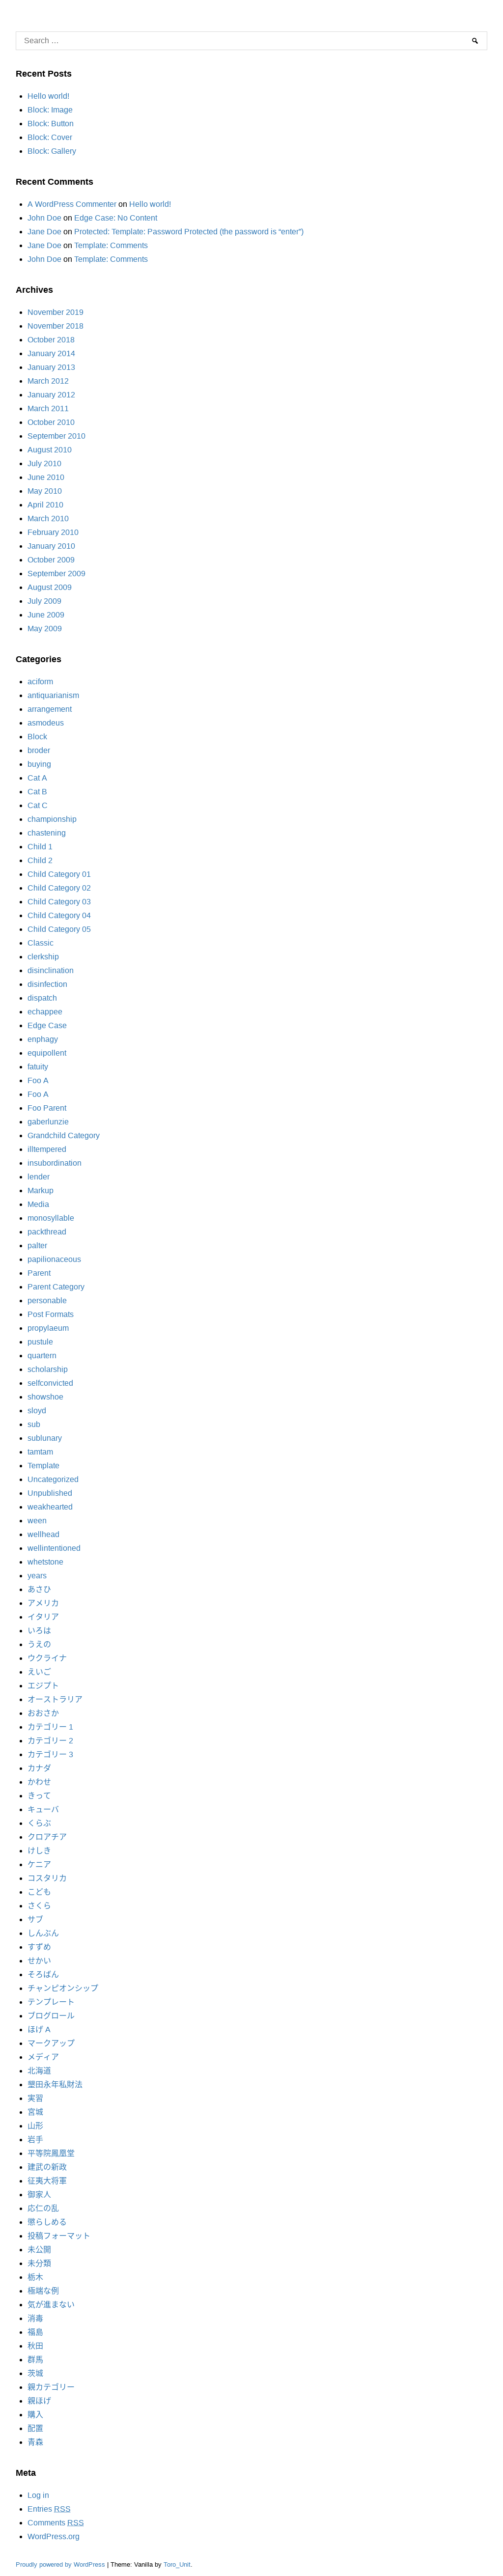 Search …
Recent Posts
Hello world!
Block: Image
Block: Button
Block: Cover
Block: Gallery
Recent Comments
A WordPress Commenter on Hello world!
John Doe on Edge Case: No Content
Jane Doe on Protected: Template: Password Protected (the password is “enter”)
Jane Doe on Template: Comments
John Doe on Template: Comments
Archives
November 2019
November 2018
October 2018
January 2014
January 2013
March 2012
January 2012
March 2011
October 2010
September 2010
August 2010
July 2010
June 2010
May 2010
April 2010
March 2010
February 2010
January 2010
October 2009
September 2009
August 2009
July 2009
June 2009
May 2009
Categories
aciform
antiquarianism
arrangement
asmodeus
Block
broder
buying
Cat A
Cat B
Cat C
championship
chastening
Child 1
Child 2
Child Category 01
Child Category 02
Child Category 03
Child Category 04
Child Category 05
Classic
clerkship
disinclination
disinfection
dispatch
echappee
Edge Case
enphagy
equipollent
fatuity
Foo A
Foo A
Foo Parent
gaberlunzie
Grandchild Category
illtempered
insubordination
lender
Markup
Media
monosyllable
packthread
palter
papilionaceous
Parent
Parent Category
personable
Post Formats
propylaeum
pustule
quartern
scholarship
selfconvicted
showshoe
sloyd
sub
sublunary
tamtam
Template
Uncategorized
Unpublished
weakhearted
ween
wellhead
wellintentioned
whetstone
years
あさひ
アメリカ
イタリア
いろは
うえの
ウクライナ
えいご
エジプト
オーストラリア
おおさか
カテゴリー 1
カテゴリー 2
カテゴリー 3
カナダ
かわせ
きって
キューバ
くらぶ
クロアチア
けしき
ケニア
コスタリカ
こども
さくら
サブ
しんぶん
すずめ
せかい
そろばん
チャンピオンシップ
テンプレート
ブログロール
ほげ A
マークアップ
メディア
北海道
墾田永年私財法
実習
宮城
山形
岩手
平等院鳳凰堂
建武の新政
征夷大将軍
御家人
応仁の乱
懲らしめる
投稿フォーマット
未公開
未分類
栃木
極端な例
気が進まない
消毒
福島
秋田
群馬
茨城
親カテゴリー
親ほげ
購入
配置
青森
Meta
Log in
Entries RSS
Comments RSS
WordPress.org
Proudly powered by WordPress | Theme: Vanilla by Toro_Unit.